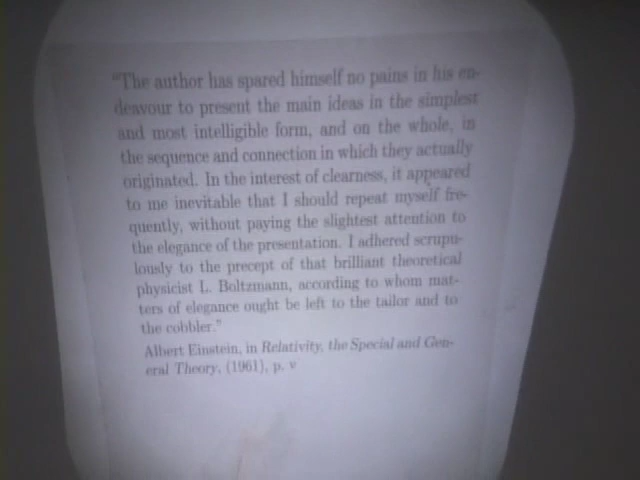 "The author has spared himself no pains in his en-
deavour to present the main ideas in the simplest
and most intelligible form, and on the whole, in
the sequence and connection in which they actually
originated. In the interest of clearness, it appeared
to me inevitable that I should repeat myself fre-
quently, without paying the slightest attention to
the elegance of the presentation. I adhered scrupu-
lously to the precept of that brilliant theoretical
physicist L. Boltzmann, according to whom mat-
ters of elegance ought be left to the tailor and to
the cobbler."
Albert Einstein, in Relativity, the Special and Gen-
eral Theory, (1961), p. v